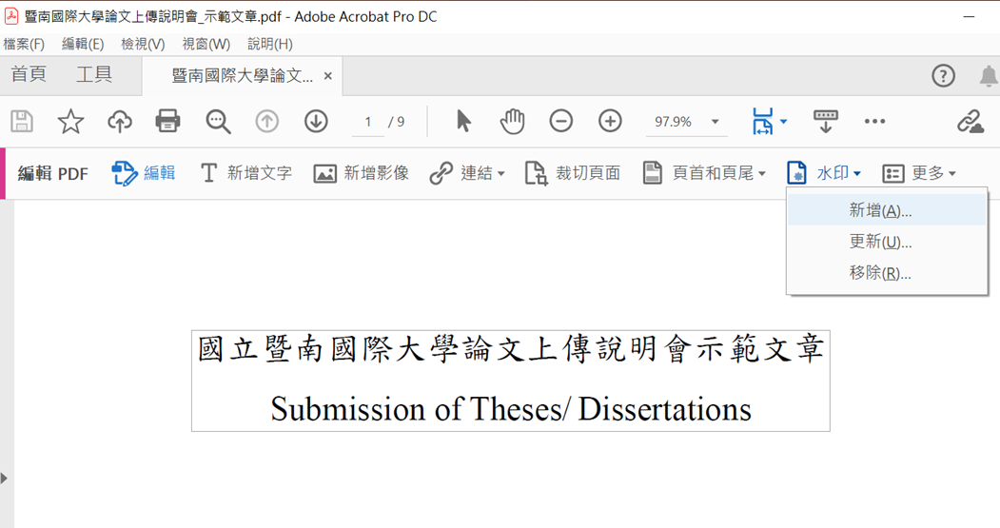 暨南國際大學論文上傳說明會_示範文章.pdf - Adobe Acrobat Pro DC
檔案(F) 編輯(E) 檢視(V) 視窗(W) 說明(H)
首頁 工具 暨南國際大學論文... ×
1 / 9 97.9%
編輯 PDF 編輯 新增文字 新增影像 連結 裁切頁面 頁首和頁尾 水印 更多
新增(A)...
更新(U)...
移除(R)...
國立暨南國際大學論文上傳說明會示範文章
Submission of Theses/ Dissertations